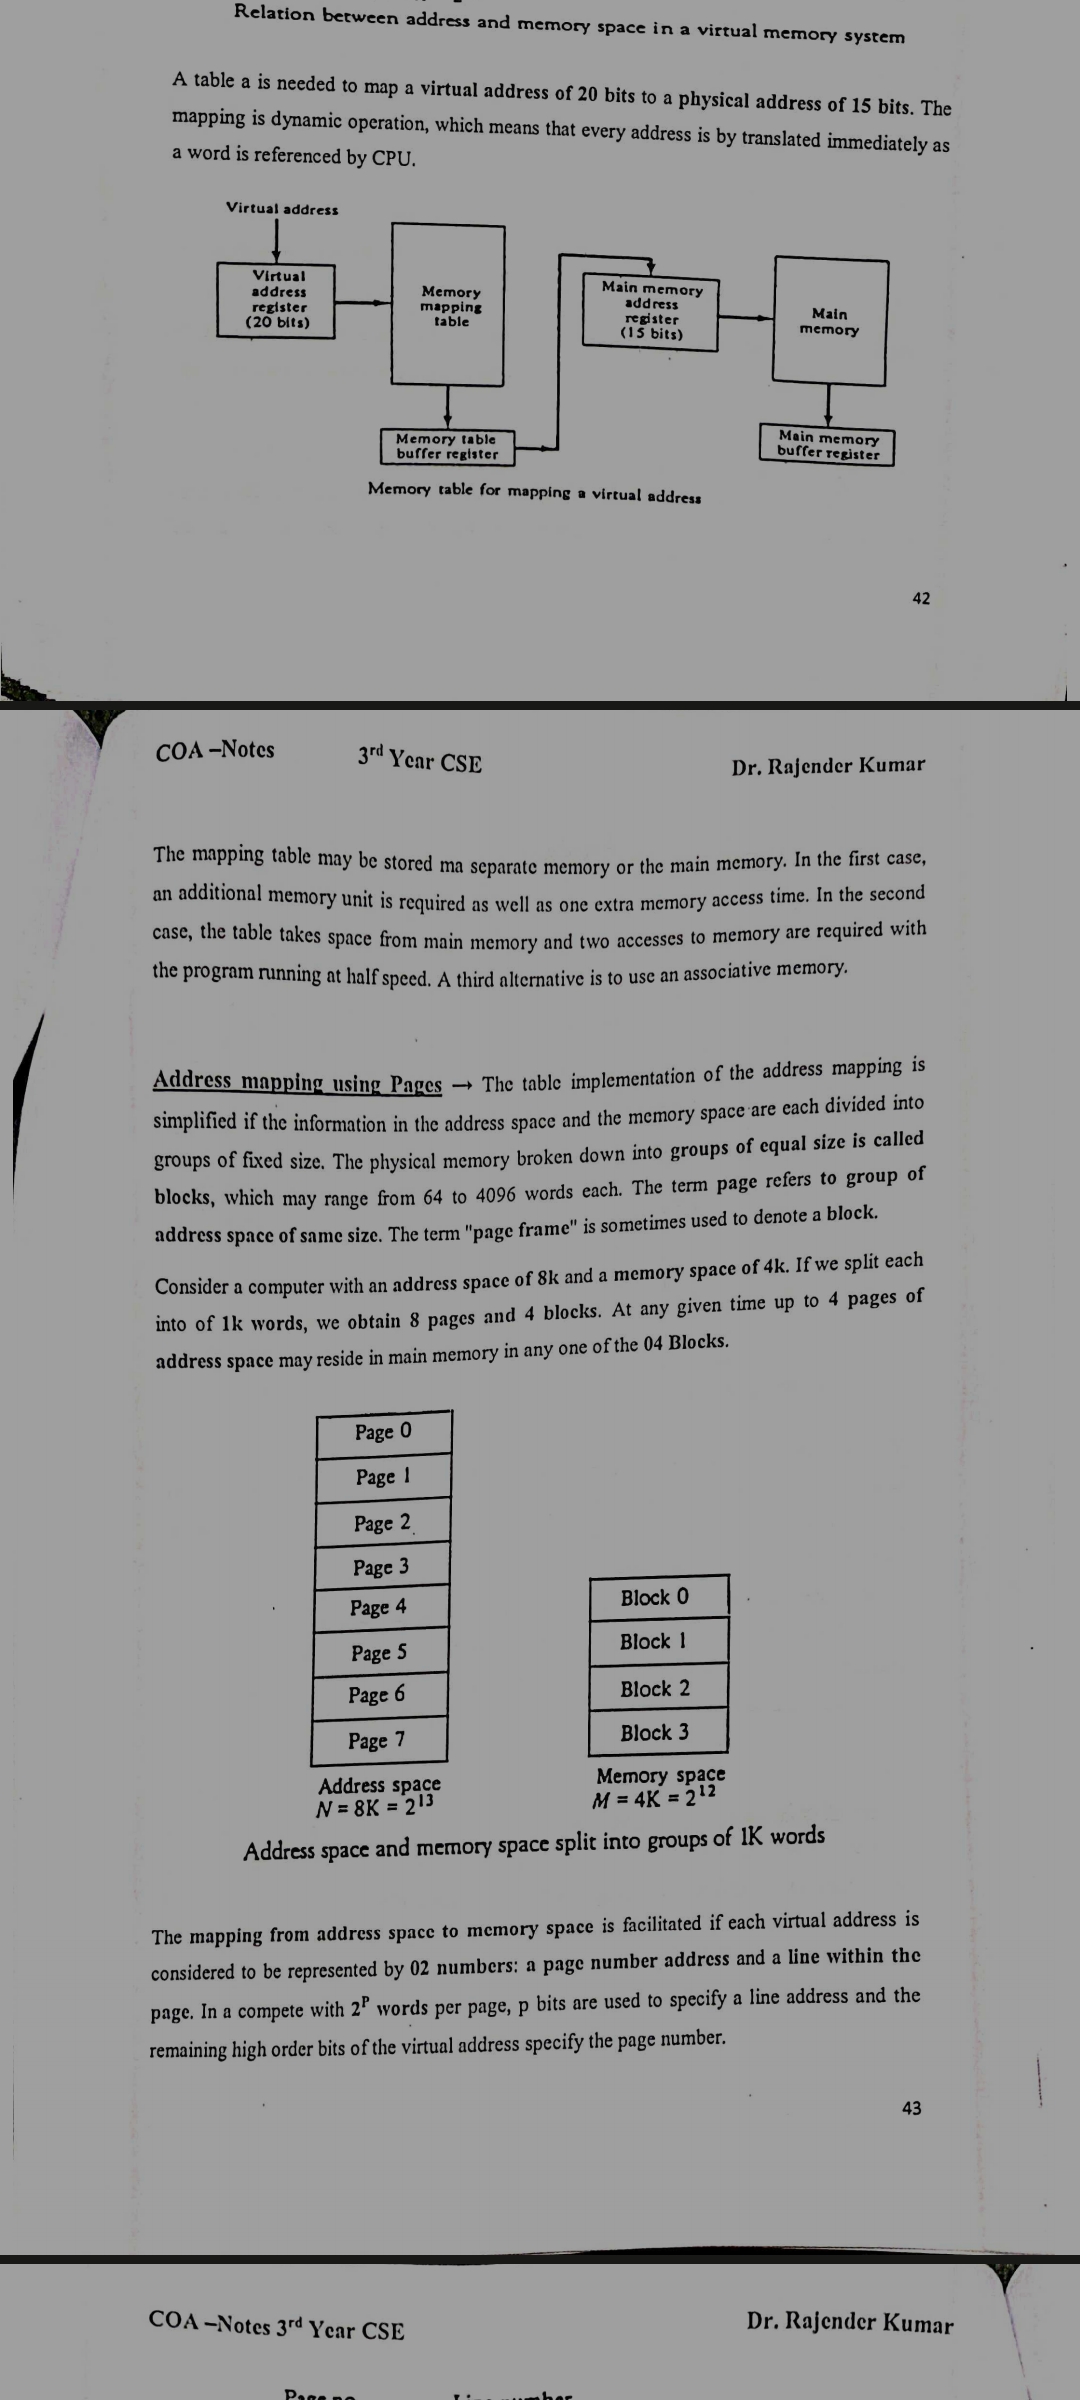 Relation between address and memory space in a virtual memory system
A table a is needed to map a virtual address of 20 bits to a physical address of 15 bits. The
mapping is dynamic operation, which means that every address is by translated immediately as
a word is referenced by CPU.
Virtual address
Virtual
address
register
(20 bits)
Memory
mapping
table
Main memory
address
register
(15 bits)
Main
memory
Memory table
buffer register
Main memory
buffer register
Memory table for mapping a virtual address
42
COA –Notes 3rd Year CSE Dr. Rajender Kumar
The mapping table may be stored ma separate memory or the main memory. In the first case,
an additional memory unit is required as well as one extra memory access time. In the second
case, the table takes space from main memory and two accesses to memory are required with
the program running at half speed. A third alternative is to use an associative memory.
Address mapping using Pages → The table implementation of the address mapping is
simplified if the information in the address space and the memory space are each divided into
groups of fixed size. The physical memory broken down into groups of equal size is called
blocks, which may range from 64 to 4096 words each. The term page refers to group of
address space of same size. The term "page frame" is sometimes used to denote a block.
Consider a computer with an address space of 8k and a memory space of 4k. If we split each
into of 1k words, we obtain 8 pages and 4 blocks. At any given time up to 4 pages of
address space may reside in main memory in any one of the 04 Blocks.
Page 0
Page 1
Page 2
Page 3
Page 4
Page 5
Page 6
Page 7
Address space
N = 8K = 2^13
Block 0
Block 1
Block 2
Block 3
Memory space
M = 4K = 2^12
Address space and memory space split into groups of 1K words
The mapping from address space to memory space is facilitated if each virtual address is
considered to be represented by 02 numbers: a page number address and a line within the
page. In a compete with 2^P words per page, p bits are used to specify a line address and the
remaining high order bits of the virtual address specify the page number.
43
COA –Notes 3rd Year CSE Dr. Rajender Kumar